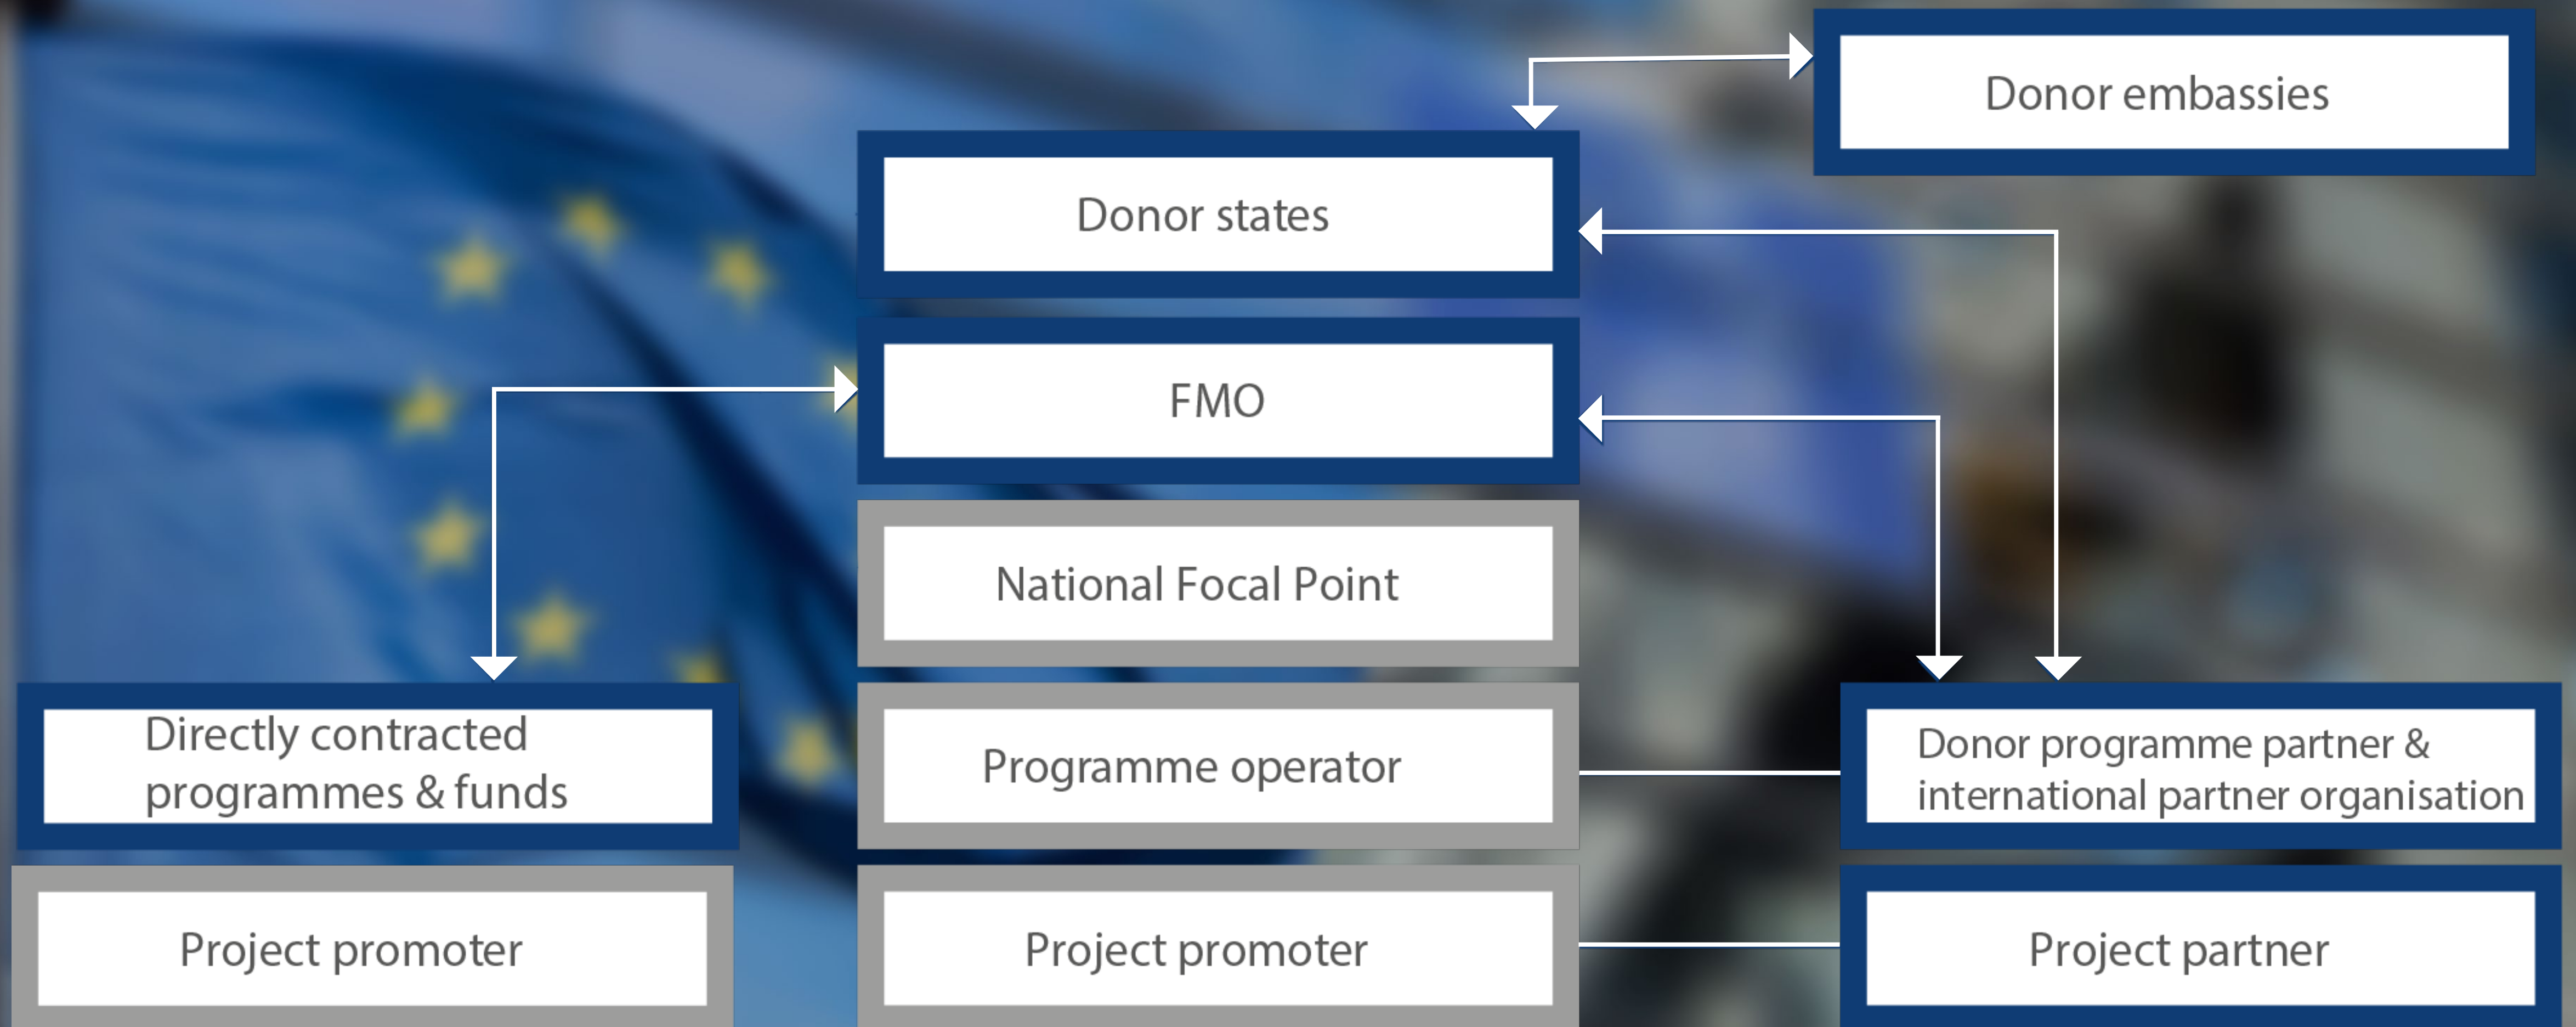 Donor embassies
Donor states
FMO
National Focal Point
Directly contracted
programmes & funds
Programme operator
Donor programme partner &
international partner organisation
Project promoter
Project promoter
Project partner